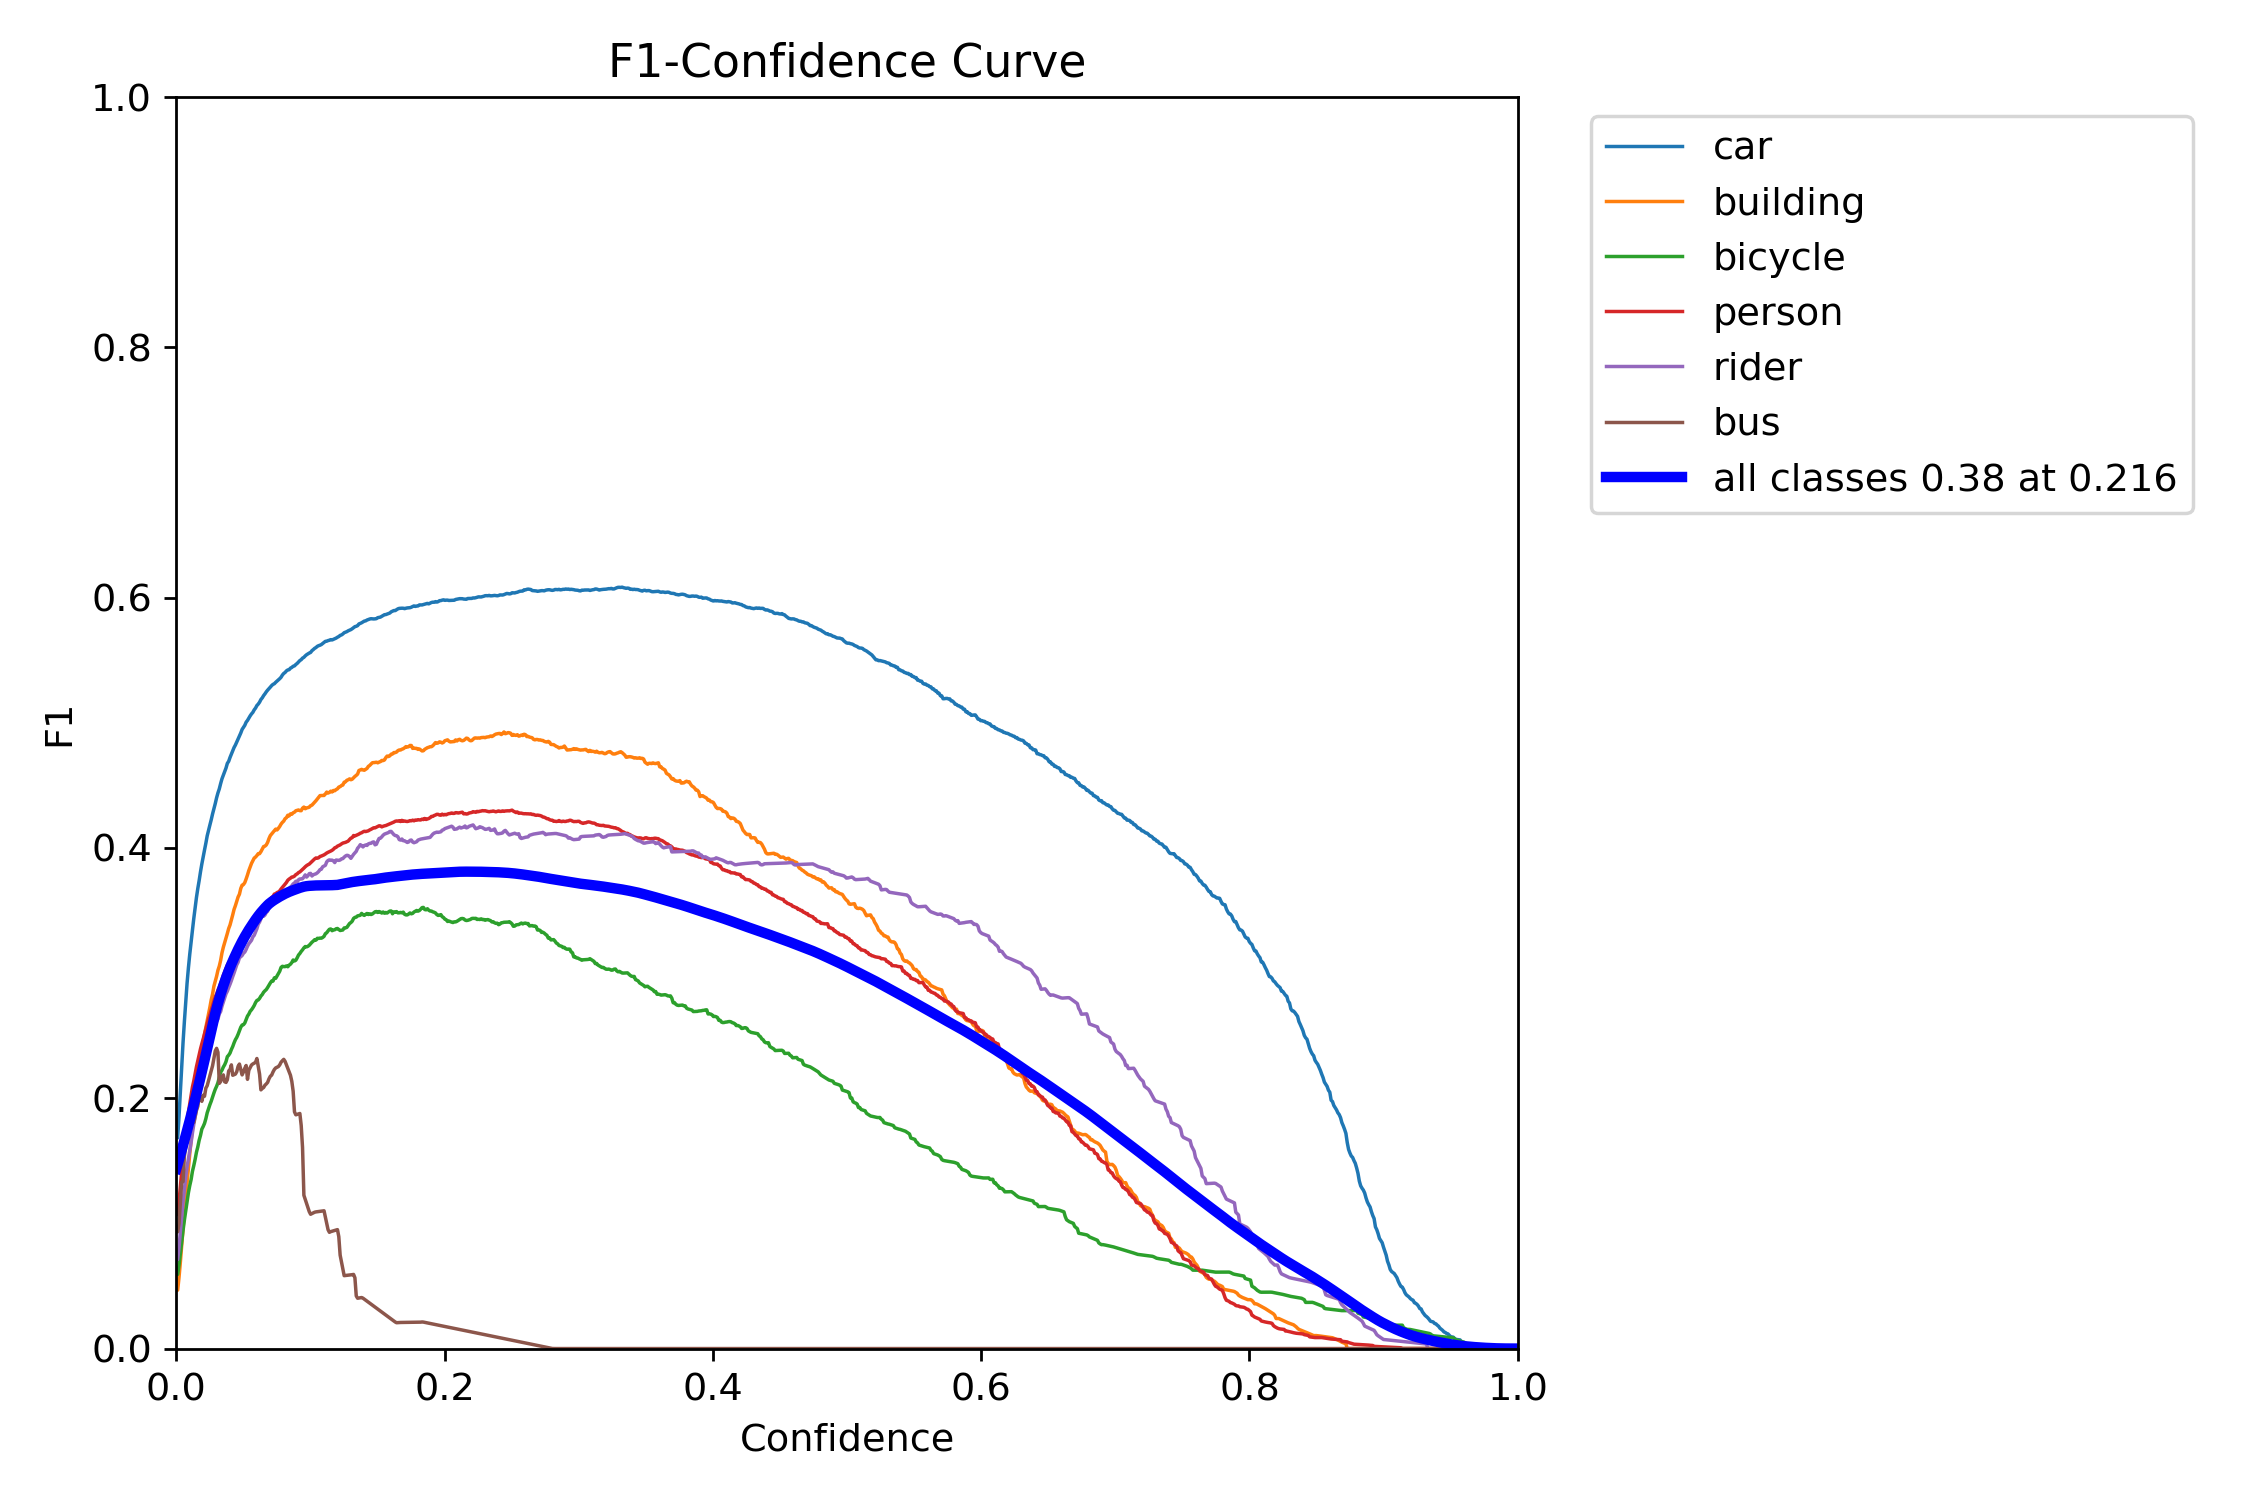 F1-Confidence Curve
1.0
0.8
0.6
0.4
0.2
0.0
F1
0.0 0.2 0.4 0.6 0.8 1.0
Confidence
car
building
bicycle
person
rider
bus
all classes 0.38 at 0.216